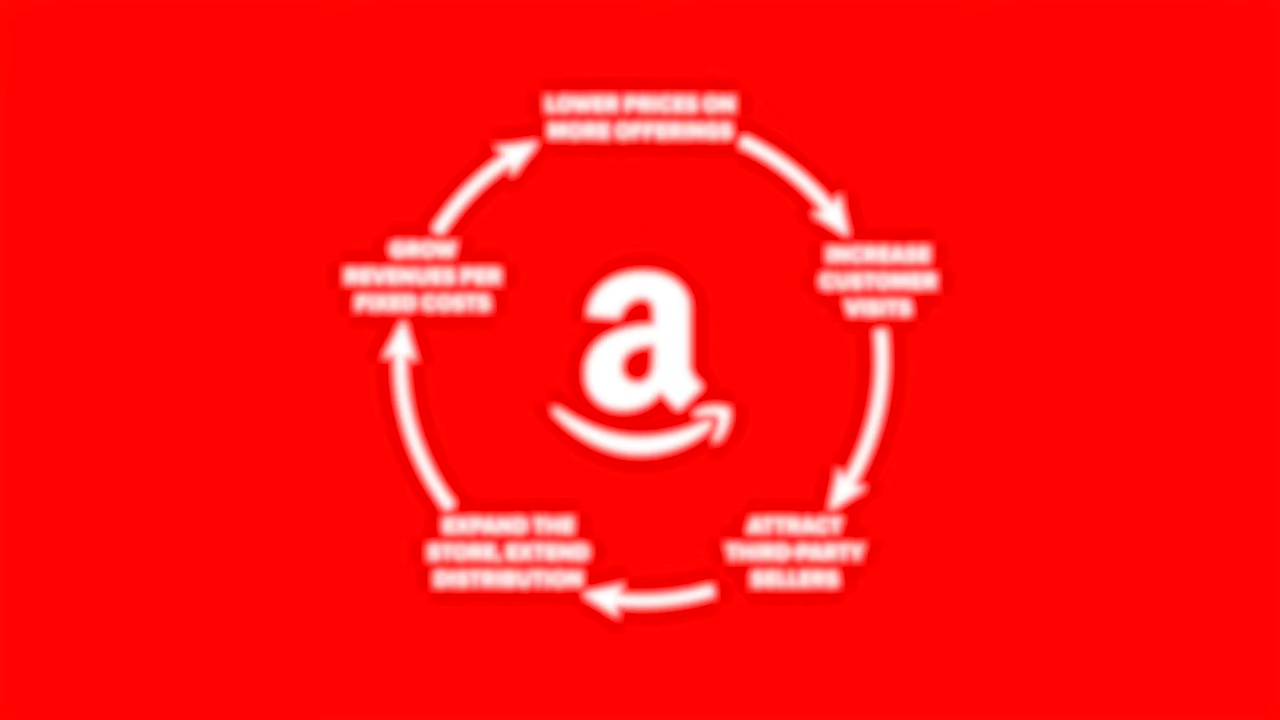 LOWER PRICES ON
MORE OFFERINGS
INCREASE
CUSTOMER
VISITS
ATTRACT
THIRD-PARTY
SELLERS
EXPAND THE
STORE, EXTEND
DISTRIBUTION
GROW
REVENUES PER
FIXED COSTS
a